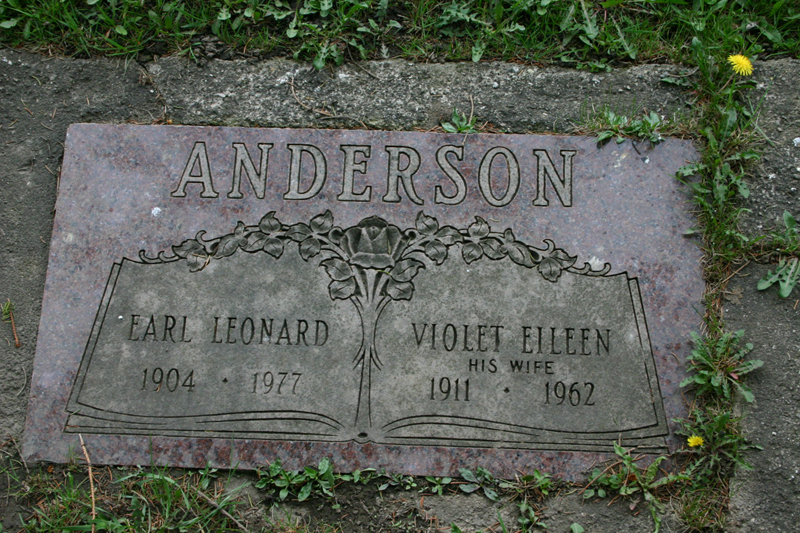 ANDERSON
EARL LEONARD
1904 · 1977
VIOLET EILEEN
HIS WIFE
1911 · 1962